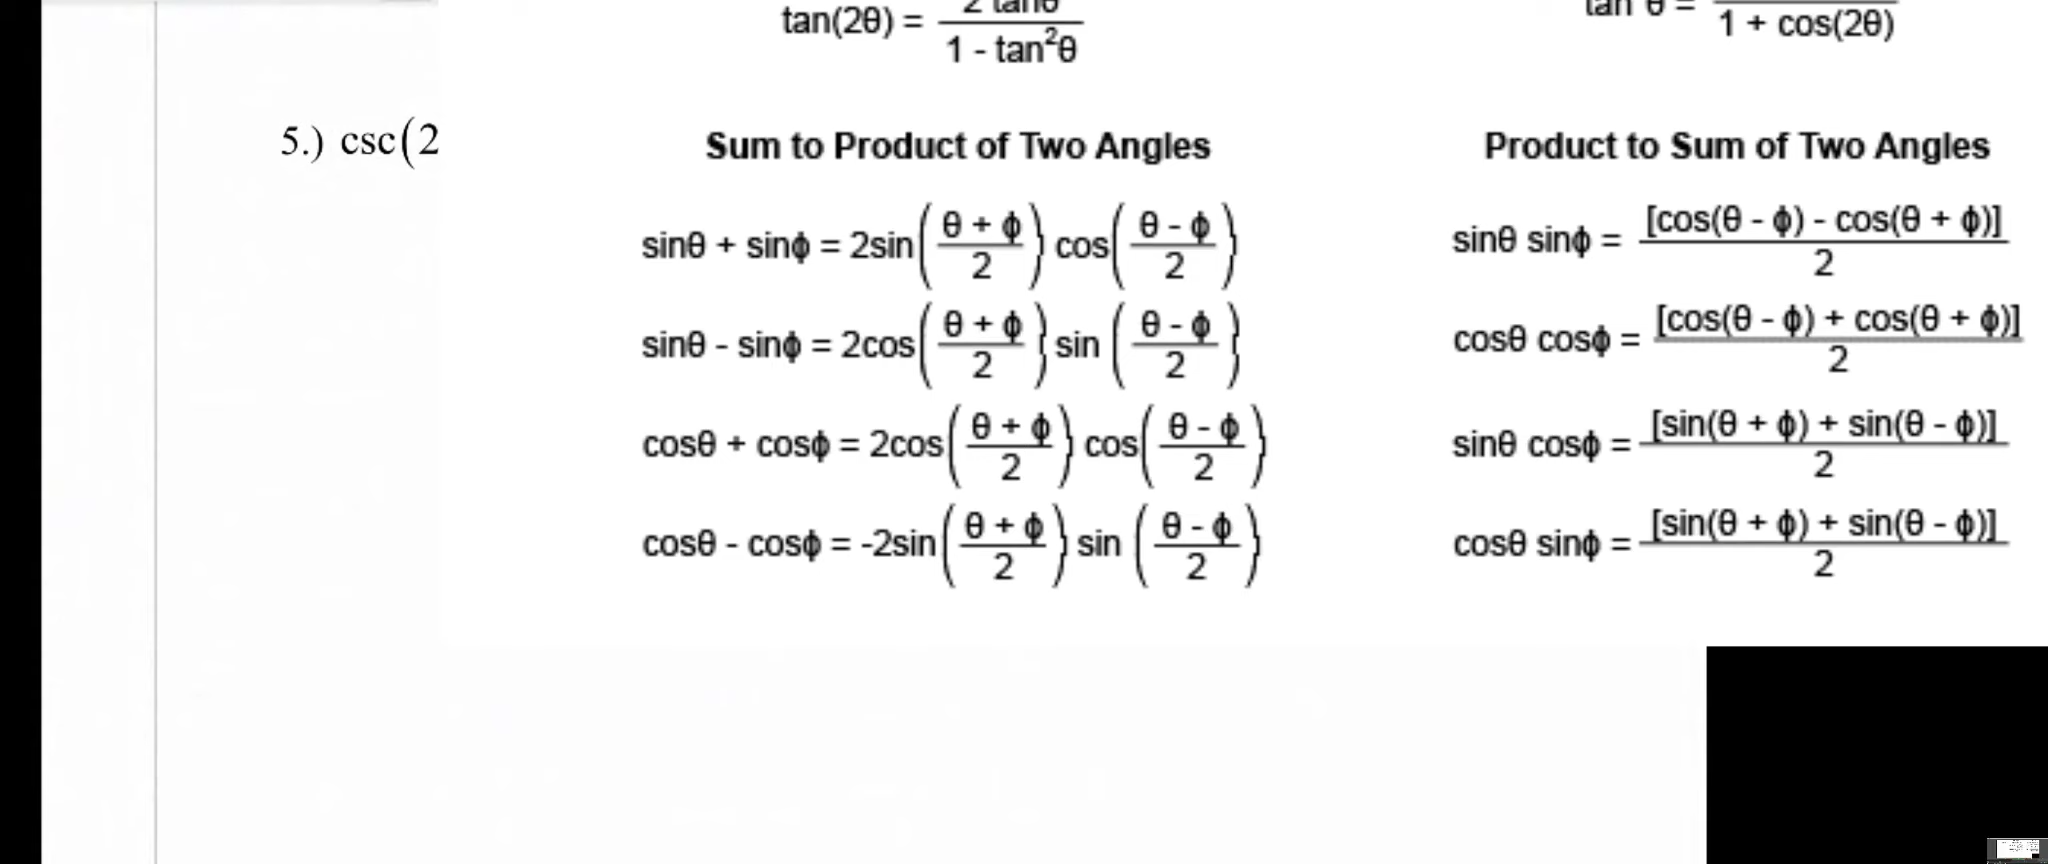 tan(2θ) = 2 tanθ / 1 - tan²θ
tan²θ = 1 + cos(2θ)
5.) csc(2
Sum to Product of Two Angles
Product to Sum of Two Angles
sinθ + sinϕ = 2sin((θ + ϕ)/2) cos((θ - ϕ)/2)
sinθ sinϕ = [cos(θ - ϕ) - cos(θ + ϕ)] / 2
sinθ - sinϕ = 2cos((θ + ϕ)/2) sin((θ - ϕ)/2)
cosθ cosϕ = [cos(θ - ϕ) + cos(θ + ϕ)] / 2
cosθ + cosϕ = 2cos((θ + ϕ)/2) cos((θ - ϕ)/2)
sinθ cosϕ = [sin(θ + ϕ) + sin(θ - ϕ)] / 2
cosθ - cosϕ = -2sin((θ + ϕ)/2) sin((θ - ϕ)/2)
cosθ sinϕ = [sin(θ + ϕ) + sin(θ - ϕ)] / 2